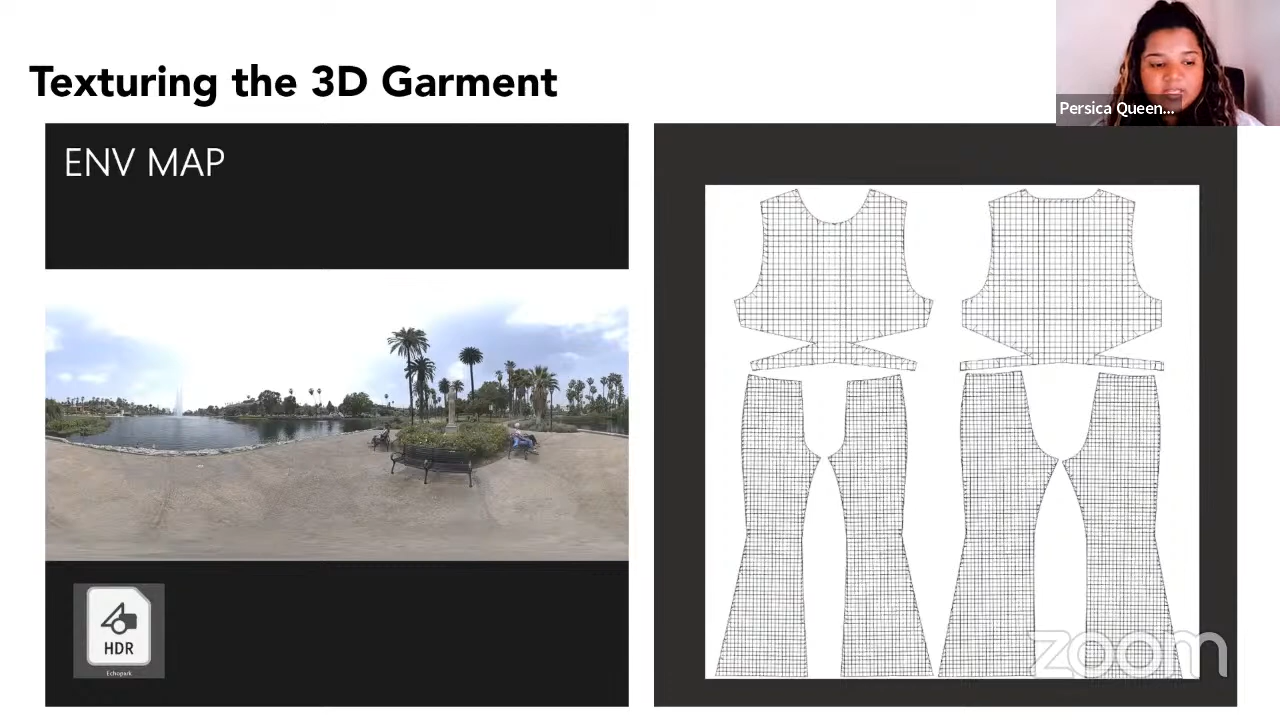 Texturing the 3D Garment
Persica Queen...
ENV MAP
HDR
Echopark
zoom